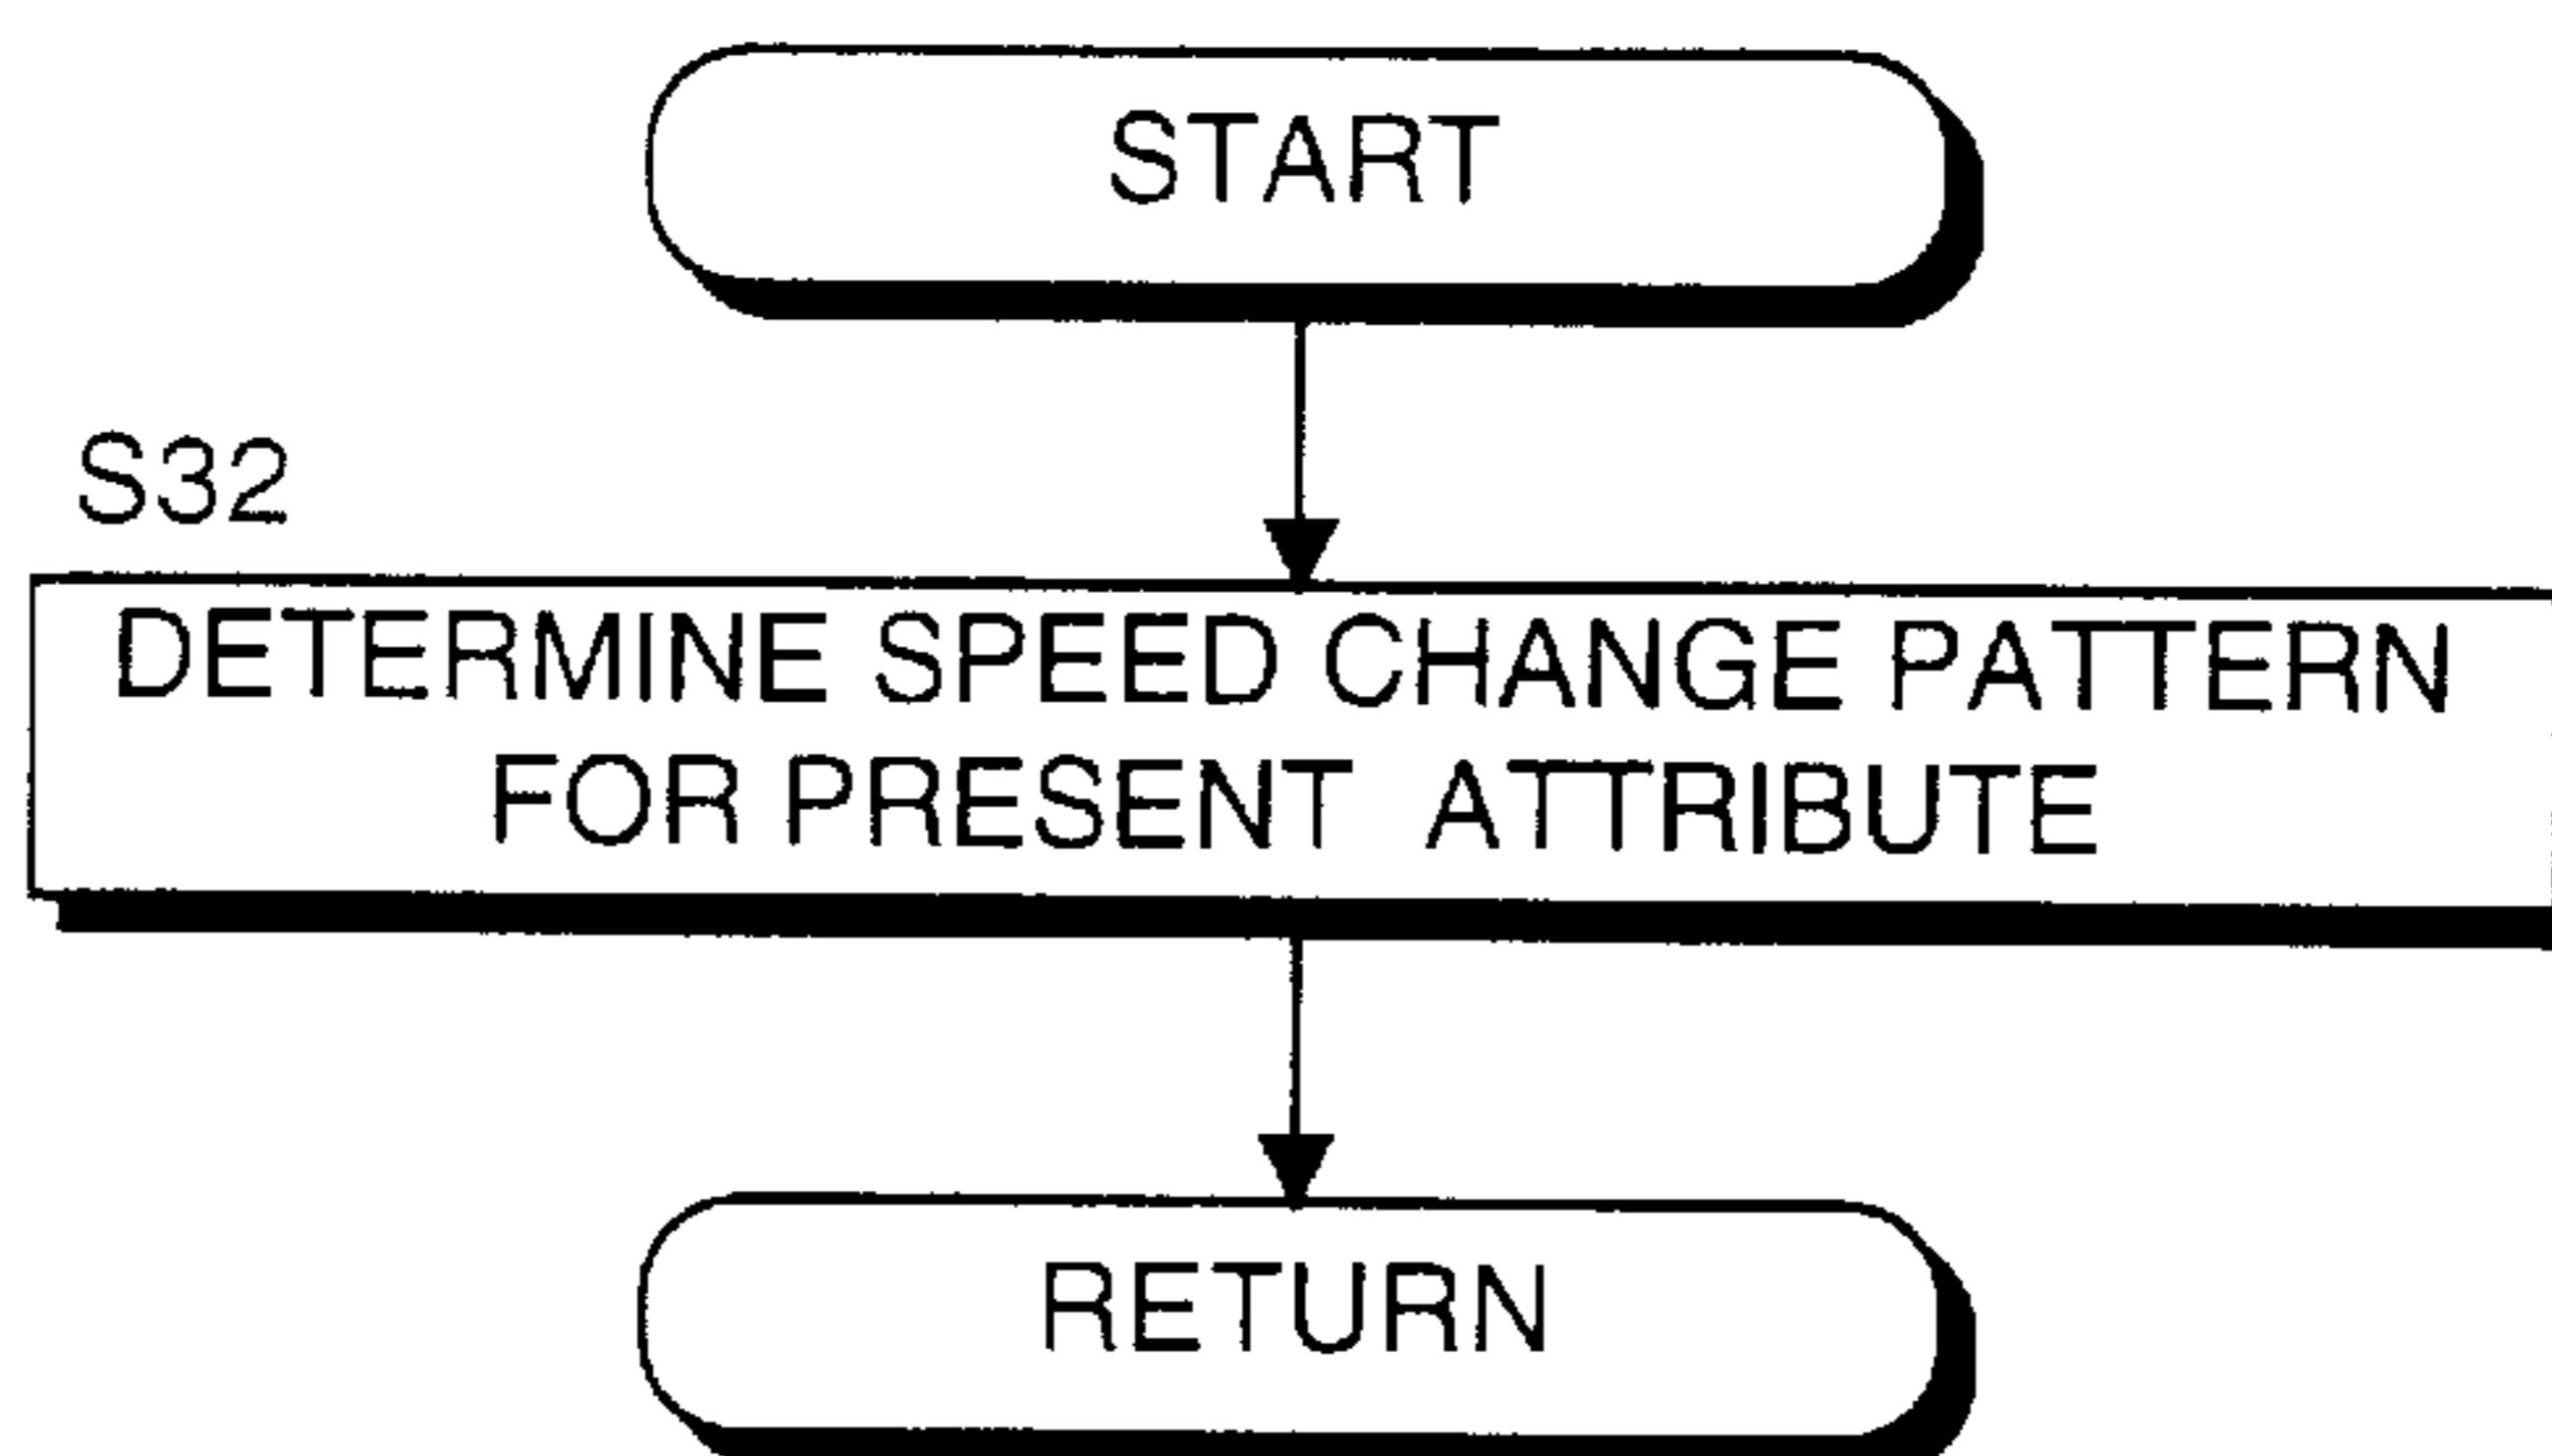 START
S32
DETERMINE SPEED CHANGE PATTERN
FOR PRESENT ATTRIBUTE
RETURN